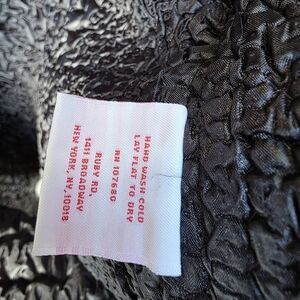 HAND WASH COLD
LAY FLAT TO DRY
RN 107680
RUBY RD.
1411 BROADWAY
NEW YORK, NY, 10018